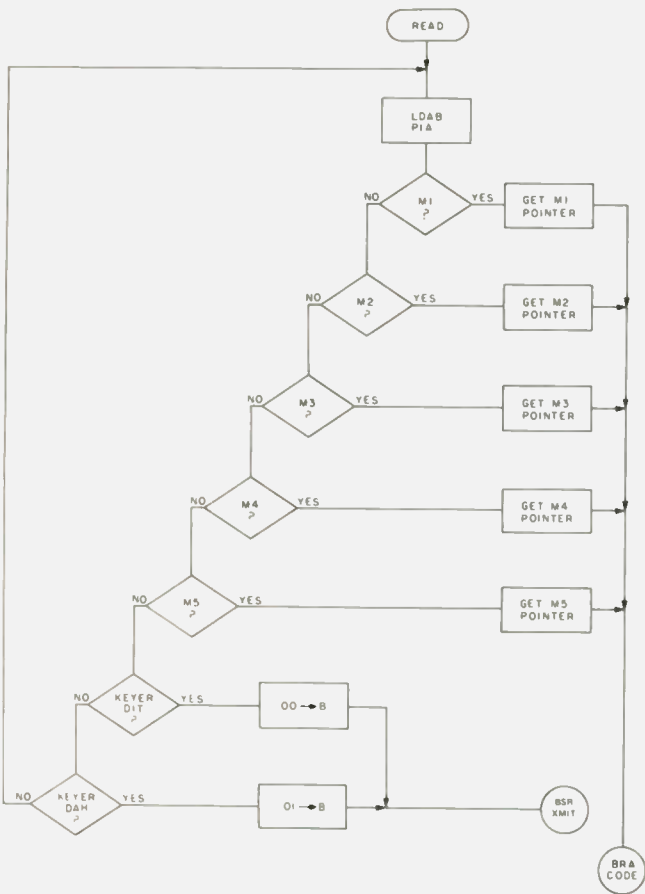 READ
LDAB
PIA
NO
M1
?
YES
GET M1
POINTER
NO
M2
?
YES
GET M2
POINTER
NO
M3
?
YES
GET M3
POINTER
NO
M4
?
YES
GET M4
POINTER
NO
M5
?
YES
GET M5
POINTER
NO
KEYER
DIT
?
YES
00→B
NO
KEYER
DAH
?
YES
01→B
BSR
XMIT
BRA
CODE